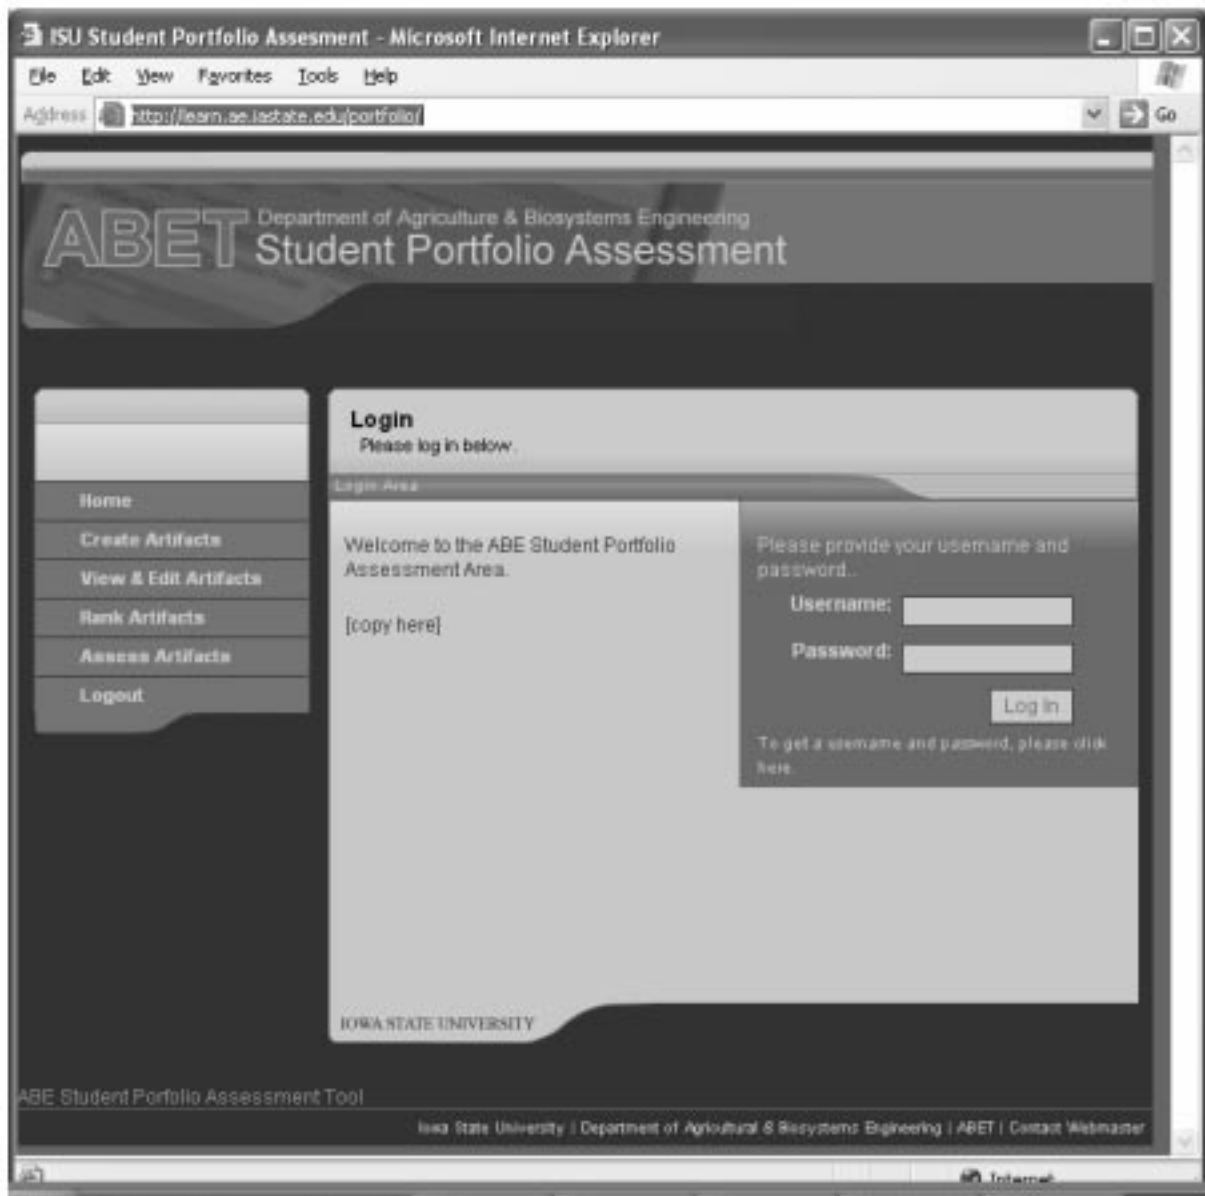 ISU Student Portfolio Assesment - Microsoft Internet Explorer
File Edit View Favorites Tools Help
Address http://learn.ae.iastate.edu/portfolio/ Go
ABET Department of Agriculture & Biosystems Engineering
Student Portfolio Assessment
Home
Create Artifacts
View & Edit Artifacts
Rank Artifacts
Assess Artifacts
Logout
Login
Please log in below.
Login Area
Welcome to the ABE Student Portfolio
Assessment Area.
[copy here]
Please provide your username and
password..
Username:
Password:
Log In
To get a username and password, please click
here.
IOWA STATE UNIVERSITY
ABE Student Porfolio Assessment Tool
Iowa State University | Department of Agricultural & Biosystems Engineering | ABET | Contact Webmaster
Internet